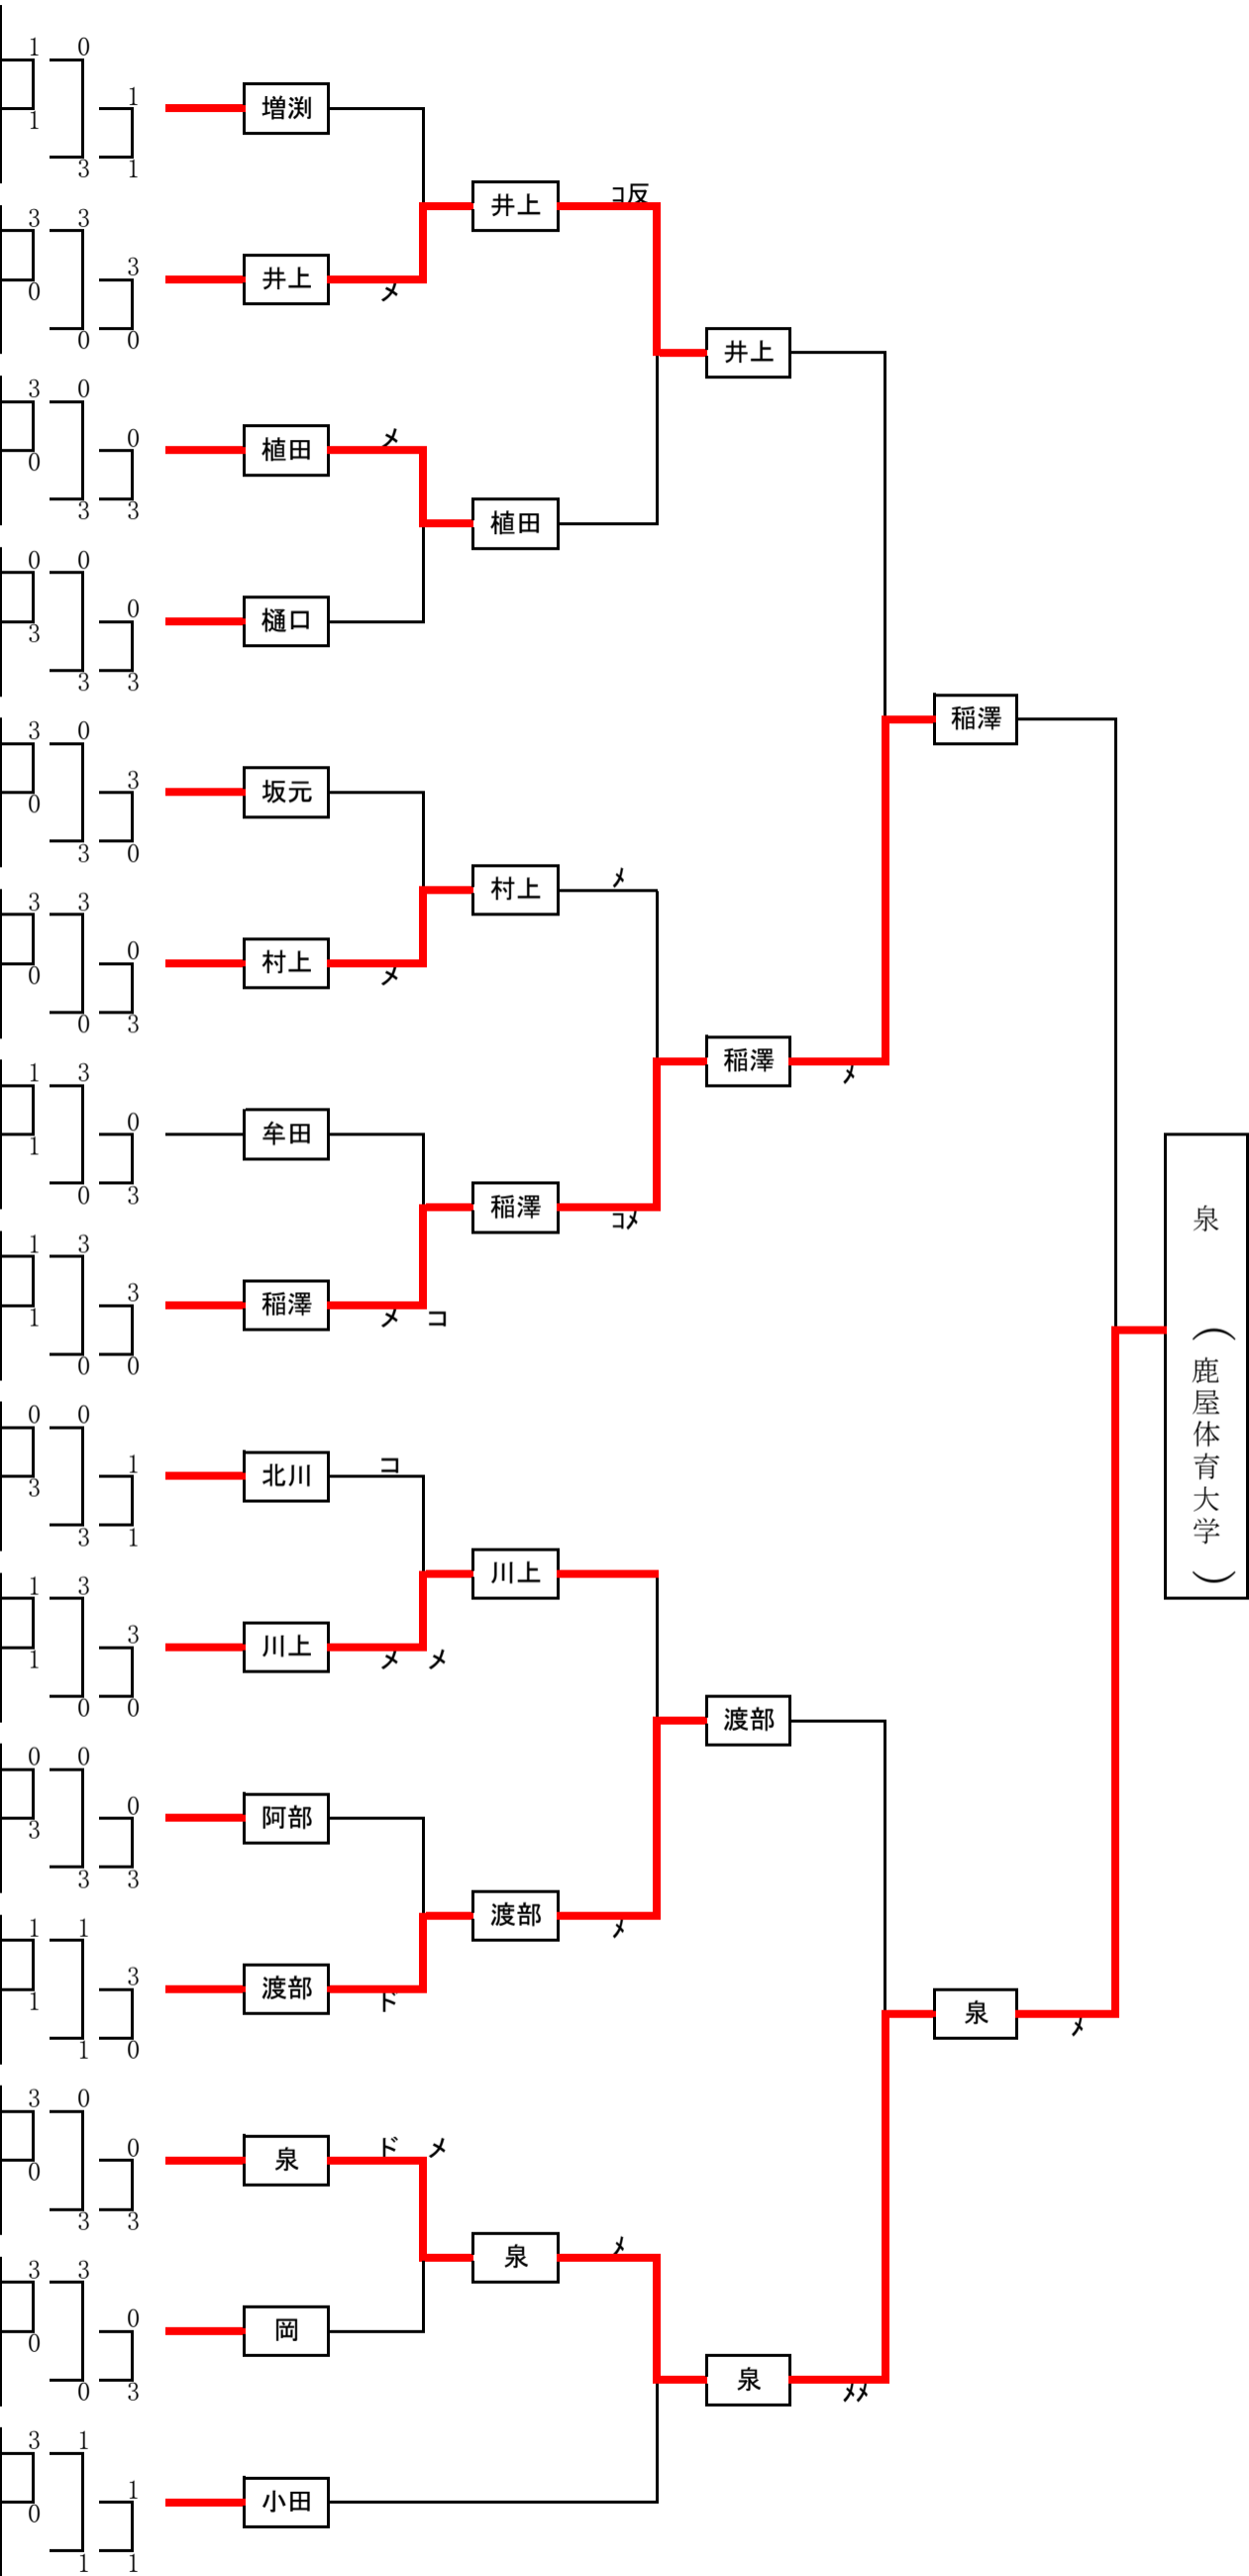 1 0
1
1
3 1
増渕
井上
コ反
3 3
3
0
0 0
井上
メ
井上
3 0
0
0
3 3
植田
メ
植田
0 0
0
3
3 3
樋口
稲澤
3 0
3
0
3 0
坂元
村上
メ
3 3
0
0
0 3
村上
メ
稲澤
メ
1 3
0
1
0 3
牟田
稲澤
コメ
1 3
3
1
0 0
稲澤
メ コ
泉 (鹿屋体育大学)
0 0
1
3
3 1
北川
コ
川上
1 3
3
1
0 0
川上
メ メ
渡部
0 0
0
3
3 3
阿部
渡部
メ
1 1
3
1
1 0
渡部
ド
泉
メ
3 0
0
0
3 3
泉
ド メ
泉
メ
3 3
0
0
0 3
岡
泉
メメ
3 1
1
0
1 1
小田